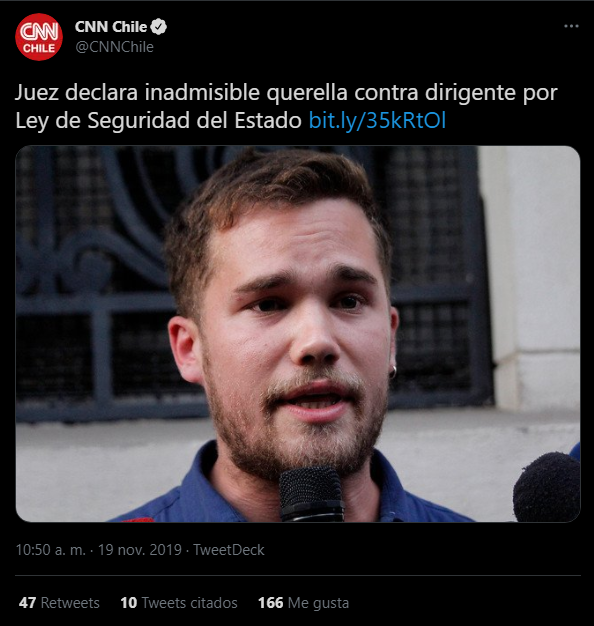 CNN
CHILE
CNN Chile
@CNNChile
Juez declara inadmisible querella contra dirigente por
Ley de Seguridad del Estado bit.ly/35kRtOl
10:50 a. m. · 19 nov. 2019 · TweetDeck
47 Retweets 10 Tweets citados 166 Me gusta